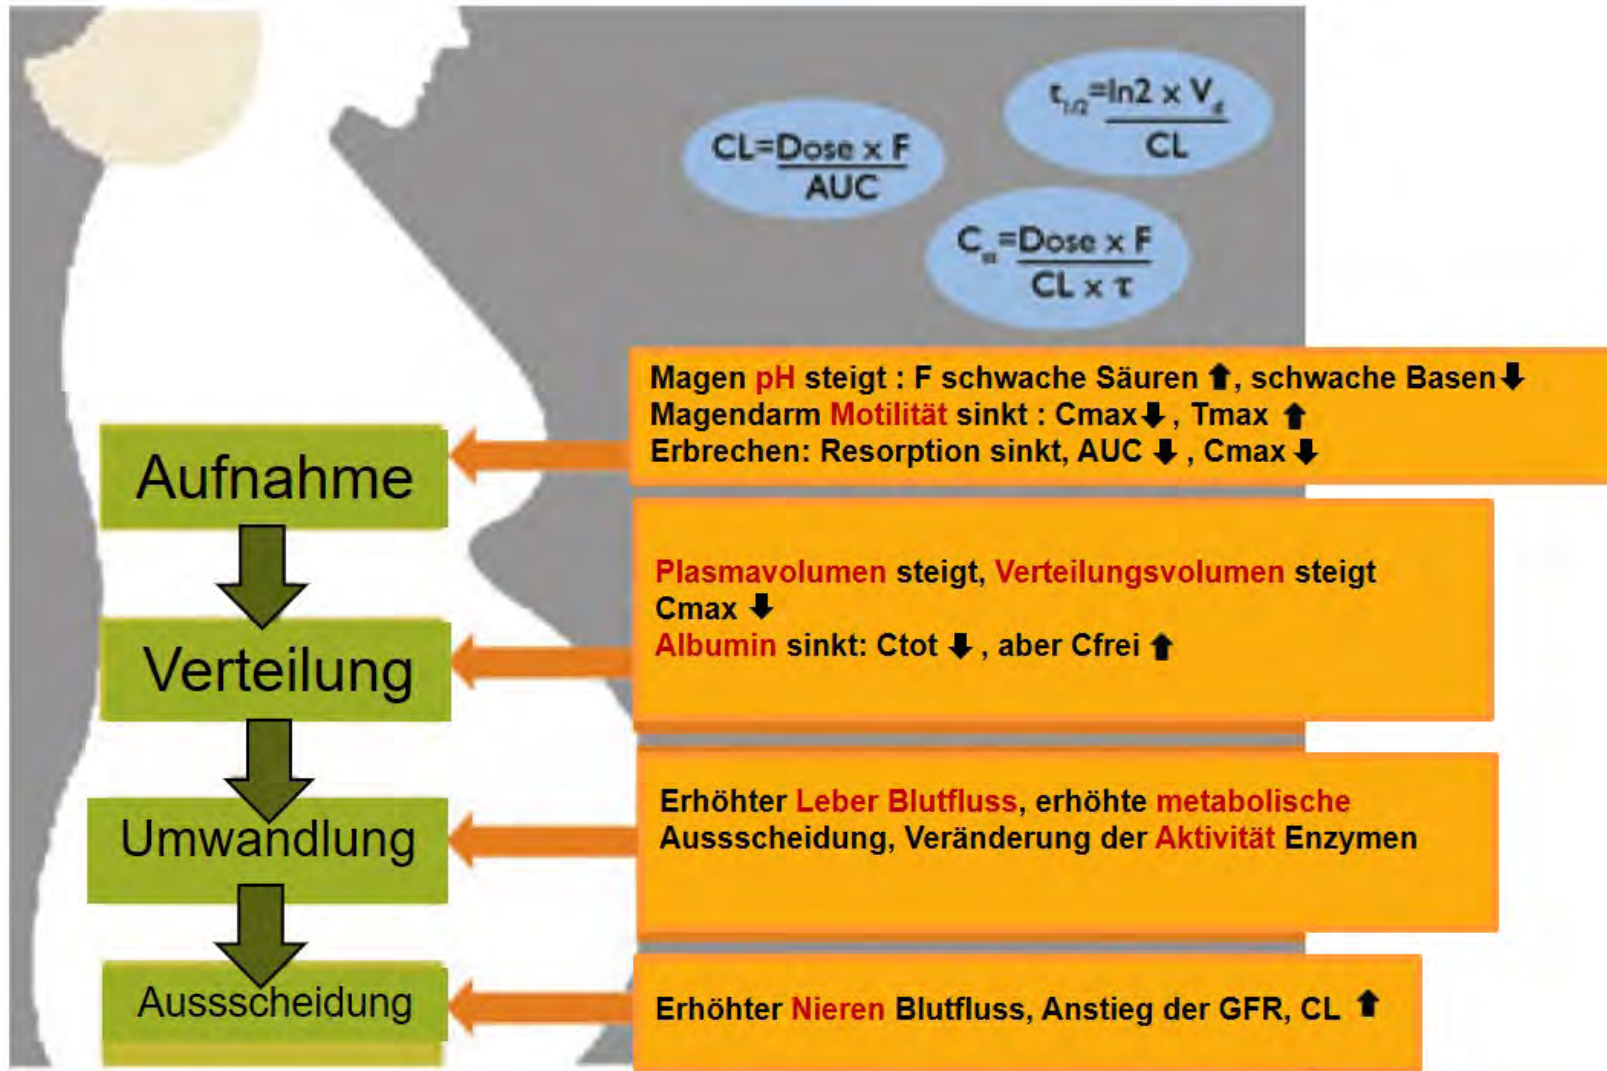 CL=Dose x F
AUC
t1/2=ln2 x Vd
CL
Css=Dose x F
CL x τ
Magen pH steigt : F schwache Säuren ⬆, schwache Basen⬇
Magendarm Motilität sinkt : Cmax⬇, Tmax ⬆
Erbrechen: Resorption sinkt, AUC ⬇, Cmax⬇
Aufnahme
Plasmavolumen steigt, Verteilungsvolumen steigt
Cmax ⬇
Albumin sinkt: Ctot ⬇, aber Cfrei ⬆
Verteilung
Erhöhter Leber Blutfluss, erhöhte metabolische
Aussscheidung, Veränderung der Aktivität Enzymen
Umwandlung
Erhöhter Nieren Blutfluss, Anstieg der GFR, CL ⬆
Aussscheidung